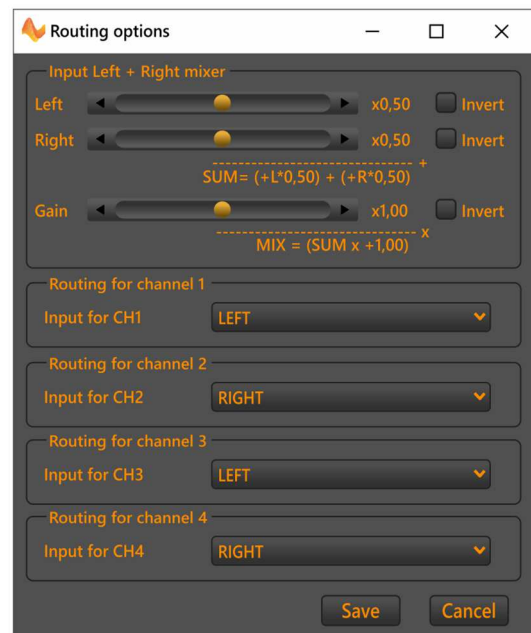 Routing options
Input Left + Right mixer
Left x0,50 Invert
Right x0,50 Invert
------------------------------ +
SUM= (+L*0,50) + (+R*0,50)
Gain x1,00 Invert
------------------------------ x
MIX = (SUM x +1,00)
Routing for channel 1
Input for CH1 LEFT
Routing for channel 2
Input for CH2 RIGHT
Routing for channel 3
Input for CH3 LEFT
Routing for channel 4
Input for CH4 RIGHT
Save Cancel